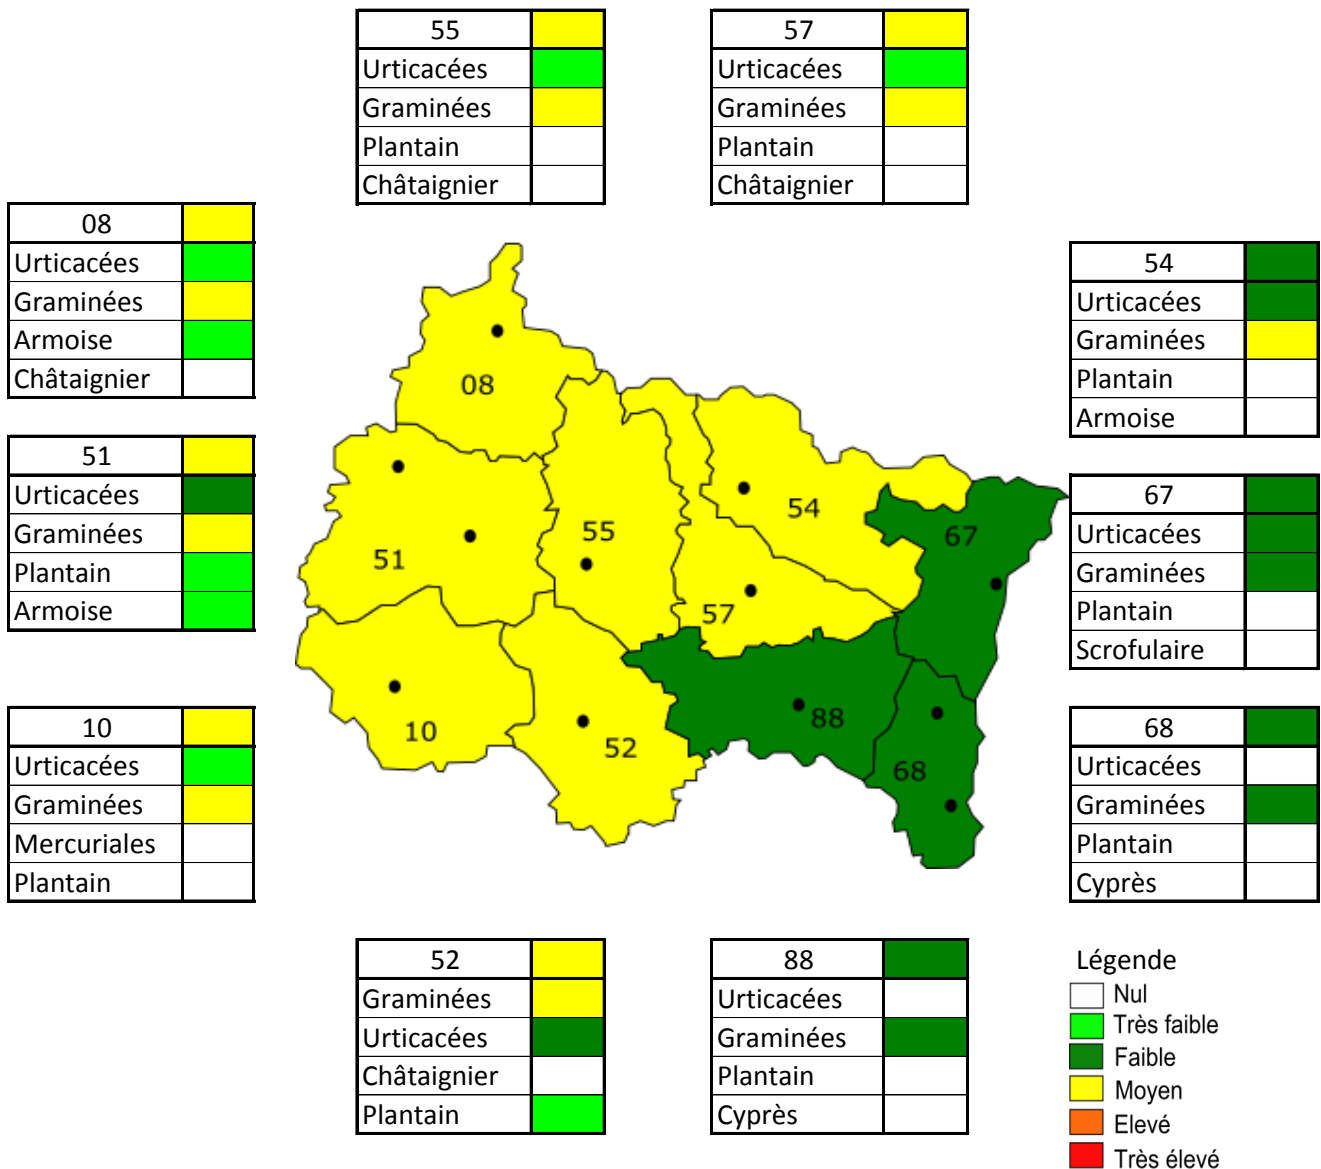 55
Urticacées
Graminées
Plantain
Châtaignier
57
Urticacées
Graminées
Plantain
Châtaignier
08
Urticacées
Graminées
Armoise
Châtaignier
51
Urticacées
Graminées
Plantain
Armoise
10
Urticacées
Graminées
Mercuriales
Plantain
08
51
55
54
67
57
10
52
88
68
54
Urticacées
Graminées
Plantain
Armoise
67
Urticacées
Graminées
Plantain
Scrofulaire
68
Urticacées
Graminées
Plantain
Cyprès
52
Graminées
Urticacées
Châtaignier
Plantain
88
Urticacées
Graminées
Plantain
Cyprès
Légende
Nul
Très faible
Faible
Moyen
Elevé
Très élevé